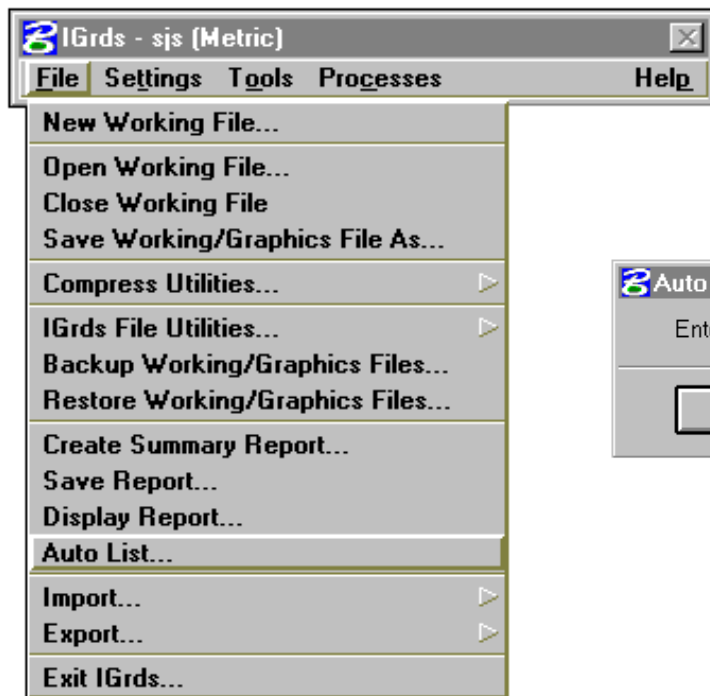 IGrds - sjs (Metric)
File Settings Tools Processes Help
New Working File...
Open Working File...
Close Working File
Save Working/Graphics File As...
Compress Utilities...
IGrds File Utilities...
Backup Working/Graphics Files...
Restore Working/Graphics Files...
Create Summary Report...
Save Report...
Display Report...
Auto List...
Import...
Export...
Exit IGrds...
Auto